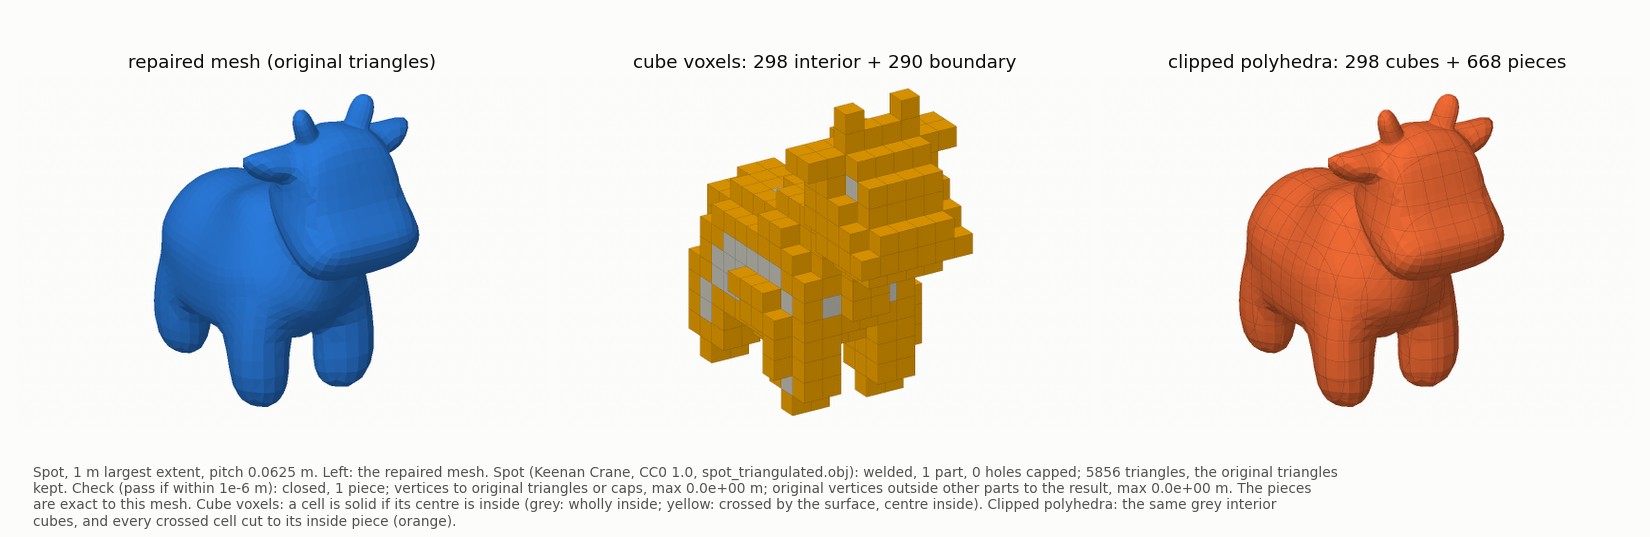 repaired mesh (original triangles)
cube voxels: 298 interior + 290 boundary
clipped polyhedra: 298 cubes + 668 pieces
Spot, 1 m largest extent, pitch 0.0625 m. Left: the repaired mesh. Spot (Keenan Crane, CC0 1.0, spot_triangulated.obj): welded, 1 part, 0 holes capped; 5856 triangles, the original triangles
kept. Check (pass if within 1e-6 m): closed, 1 piece; vertices to original triangles or caps, max 0.0e+00 m; original vertices outside other parts to the result, max 0.0e+00 m. The pieces
are exact to this mesh. Cube voxels: a cell is solid if its centre is inside (grey: wholly inside; yellow: crossed by the surface, centre inside). Clipped polyhedra: the same grey interior
cubes, and every crossed cell cut to its inside piece (orange).